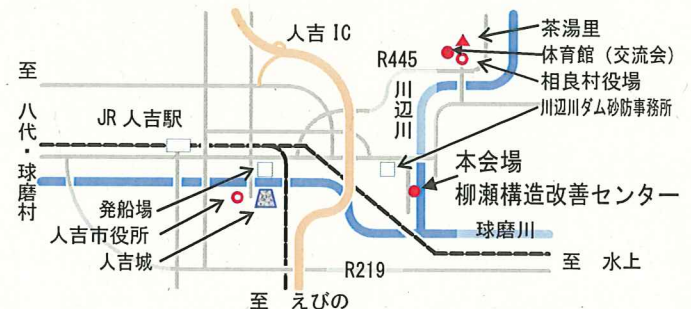 人吉 IC
R445
茶湯里
体育館（交流会）
相良村役場
川辺川ダム砂防事務所
川辺川
至 八代・球磨村
JR 人吉駅
本会場
柳瀬構造改善センター
発船場
人吉市役所
人吉城
球磨川
R219
至 水上
至 えびの